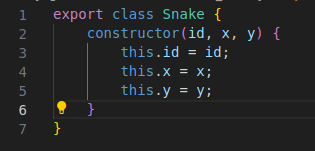 1 export class Snake {
2     constructor(id, x, y) {
3         this.id = id;
4         this.x = x;
5         this.y = y;
6     }
7 }